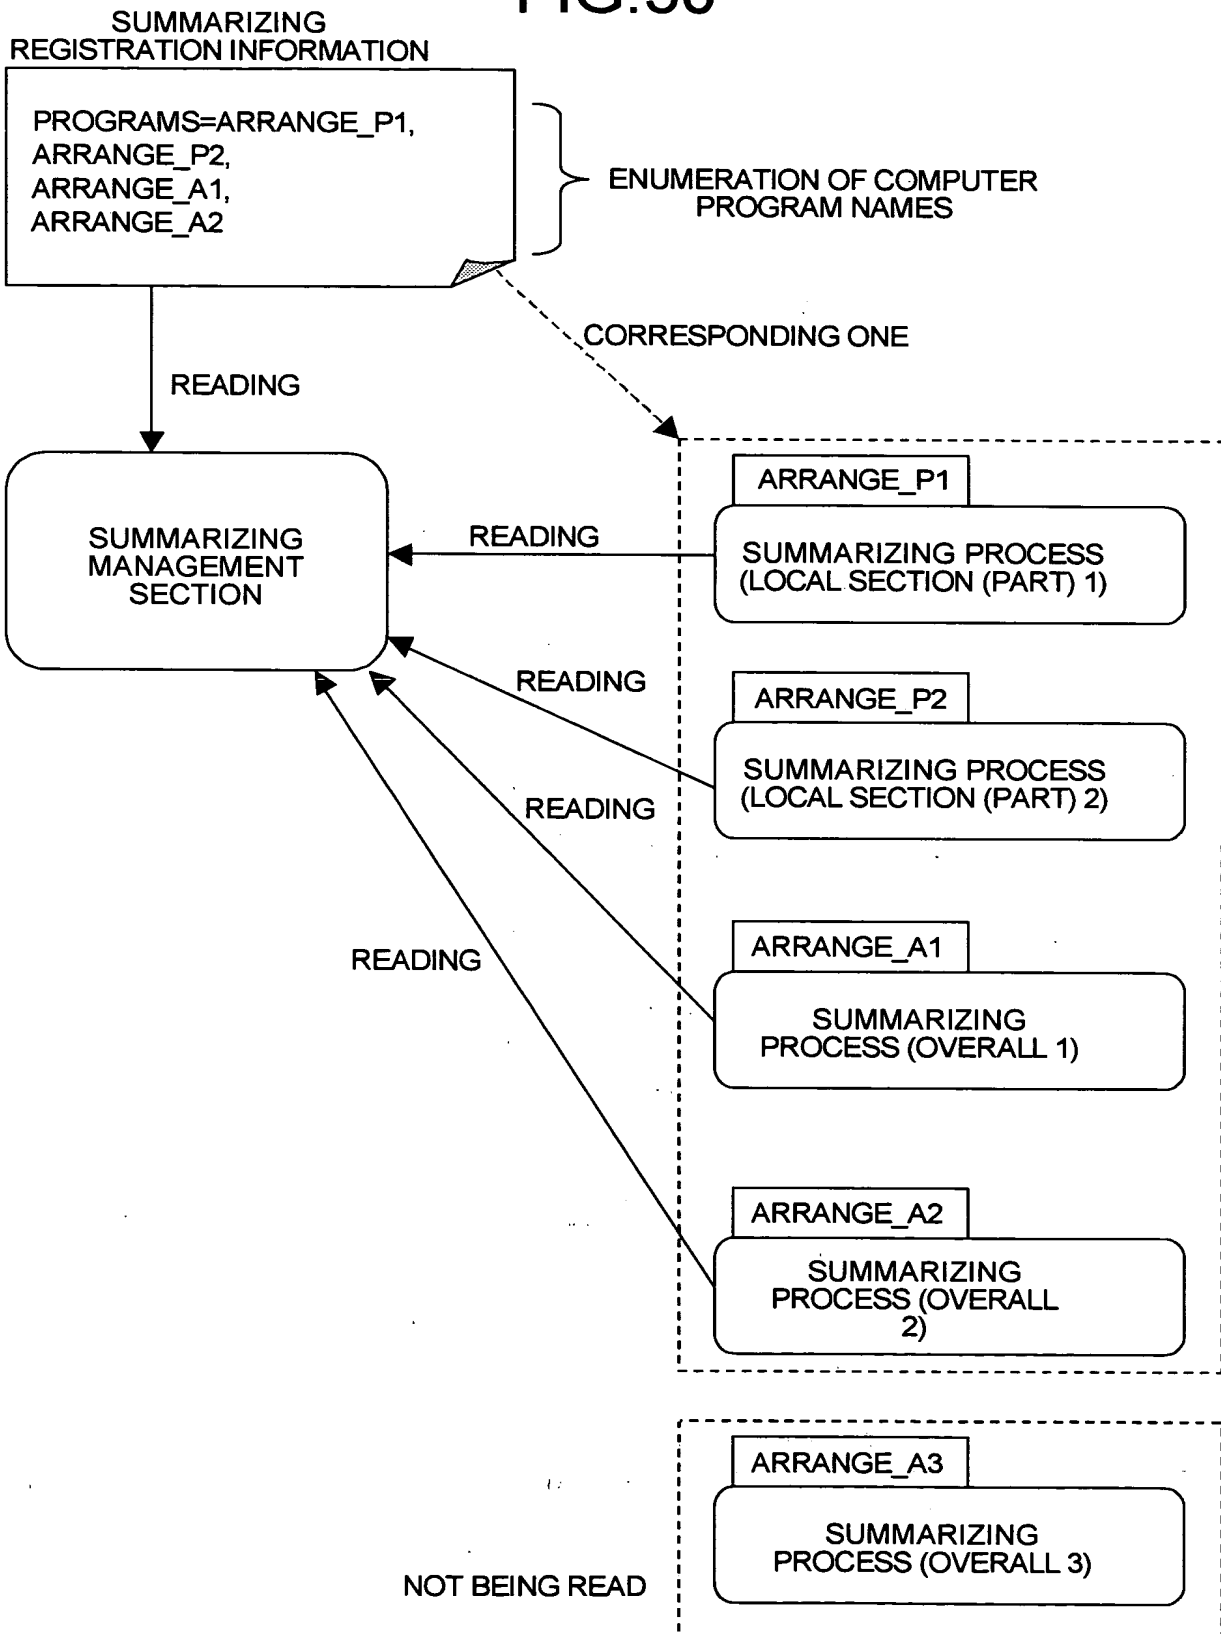 SUMMARIZING
REGISTRATION INFORMATION
PROGRAMS=ARRANGE_P1,
ARRANGE_P2,
ARRANGE_A1,
ARRANGE_A2
ENUMERATION OF COMPUTER
PROGRAM NAMES
CORRESPONDING ONE
READING
SUMMARIZING
MANAGEMENT
SECTION
READING
ARRANGE_P1
SUMMARIZING PROCESS
(LOCAL SECTION (PART) 1)
READING
ARRANGE_P2
SUMMARIZING PROCESS
(LOCAL SECTION (PART) 2)
READING
ARRANGE_A1
SUMMARIZING
PROCESS (OVERALL 1)
READING
ARRANGE_A2
SUMMARIZING
PROCESS (OVERALL
2)
ARRANGE_A3
SUMMARIZING
PROCESS (OVERALL 3)
NOT BEING READ